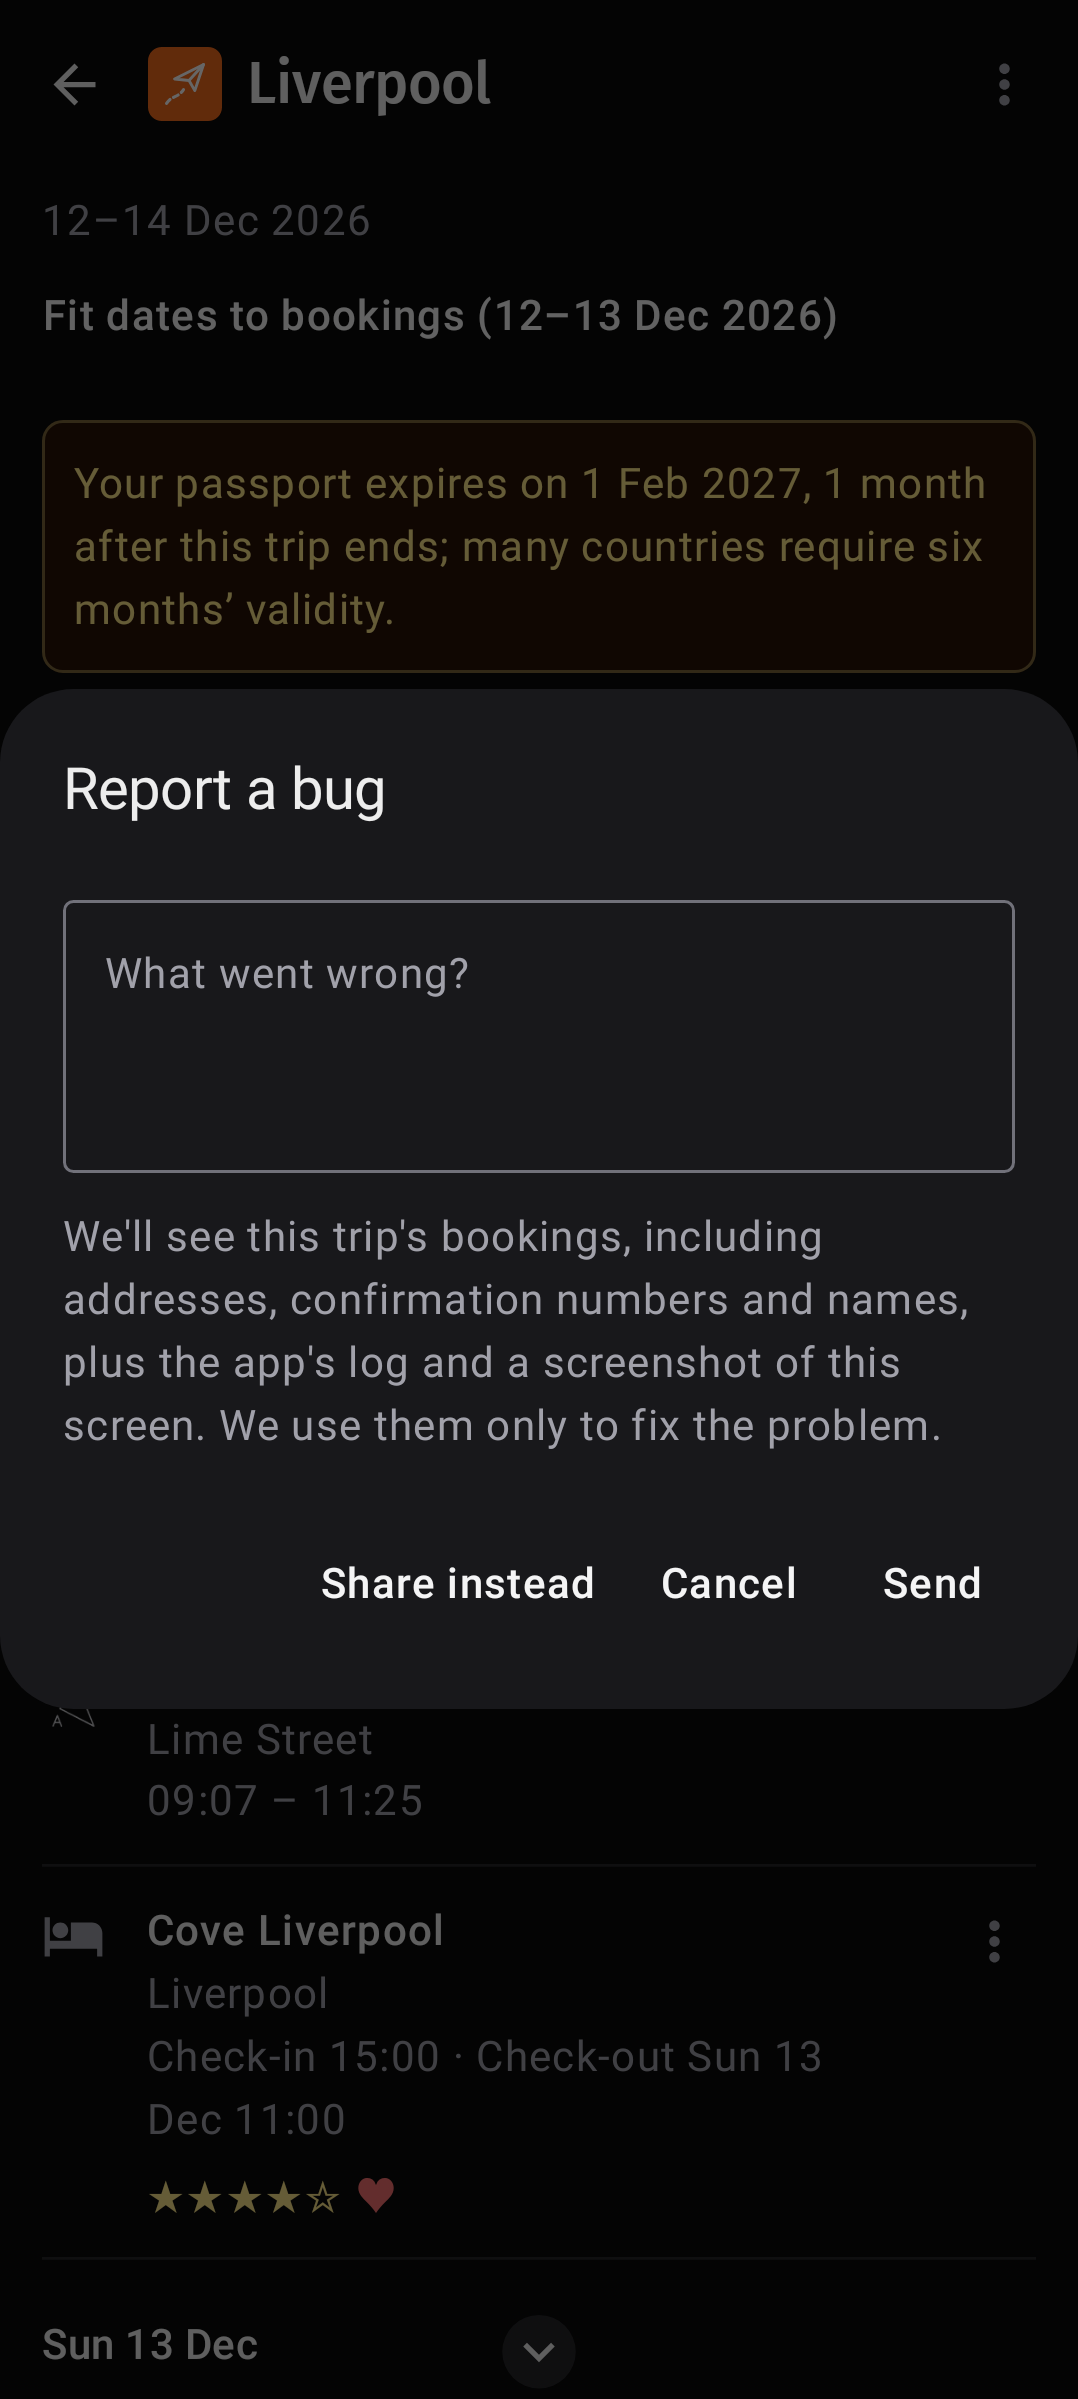 Liverpool
12–14 Dec 2026
Fit dates to bookings (12–13 Dec 2026)
Your passport expires on 1 Feb 2027, 1 month
after this trip ends; many countries require six
months’ validity.
Report a bug
What went wrong?
We'll see this trip's bookings, including
addresses, confirmation numbers and names,
plus the app's log and a screenshot of this
screen. We use them only to fix the problem.
Share instead
Cancel
Send
A
Lime Street
09:07 – 11:25
Cove Liverpool
Liverpool
Check-in 15:00 · Check-out Sun 13
Dec 11:00
★★★★☆ ♥
Sun 13 Dec